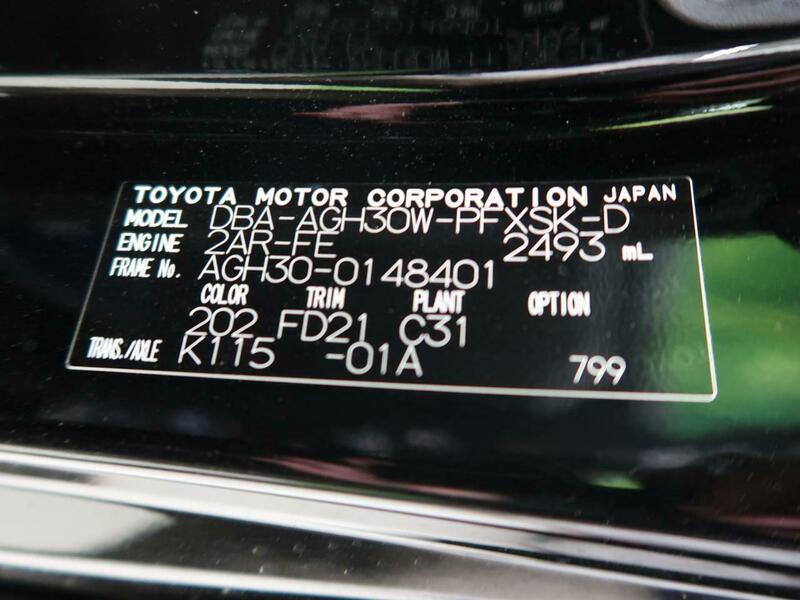 TOYOTA MOTOR CORPORATION JAPAN
MODEL DBA-AGH30W-PFXSK-D
ENGINE 2AR-FE 2493 mL
FRAME No. AGH30-0148401
COLOR TRIM PLANT OPTION
202 FD21 C31
TRANS./AXLE K115 -01A 799